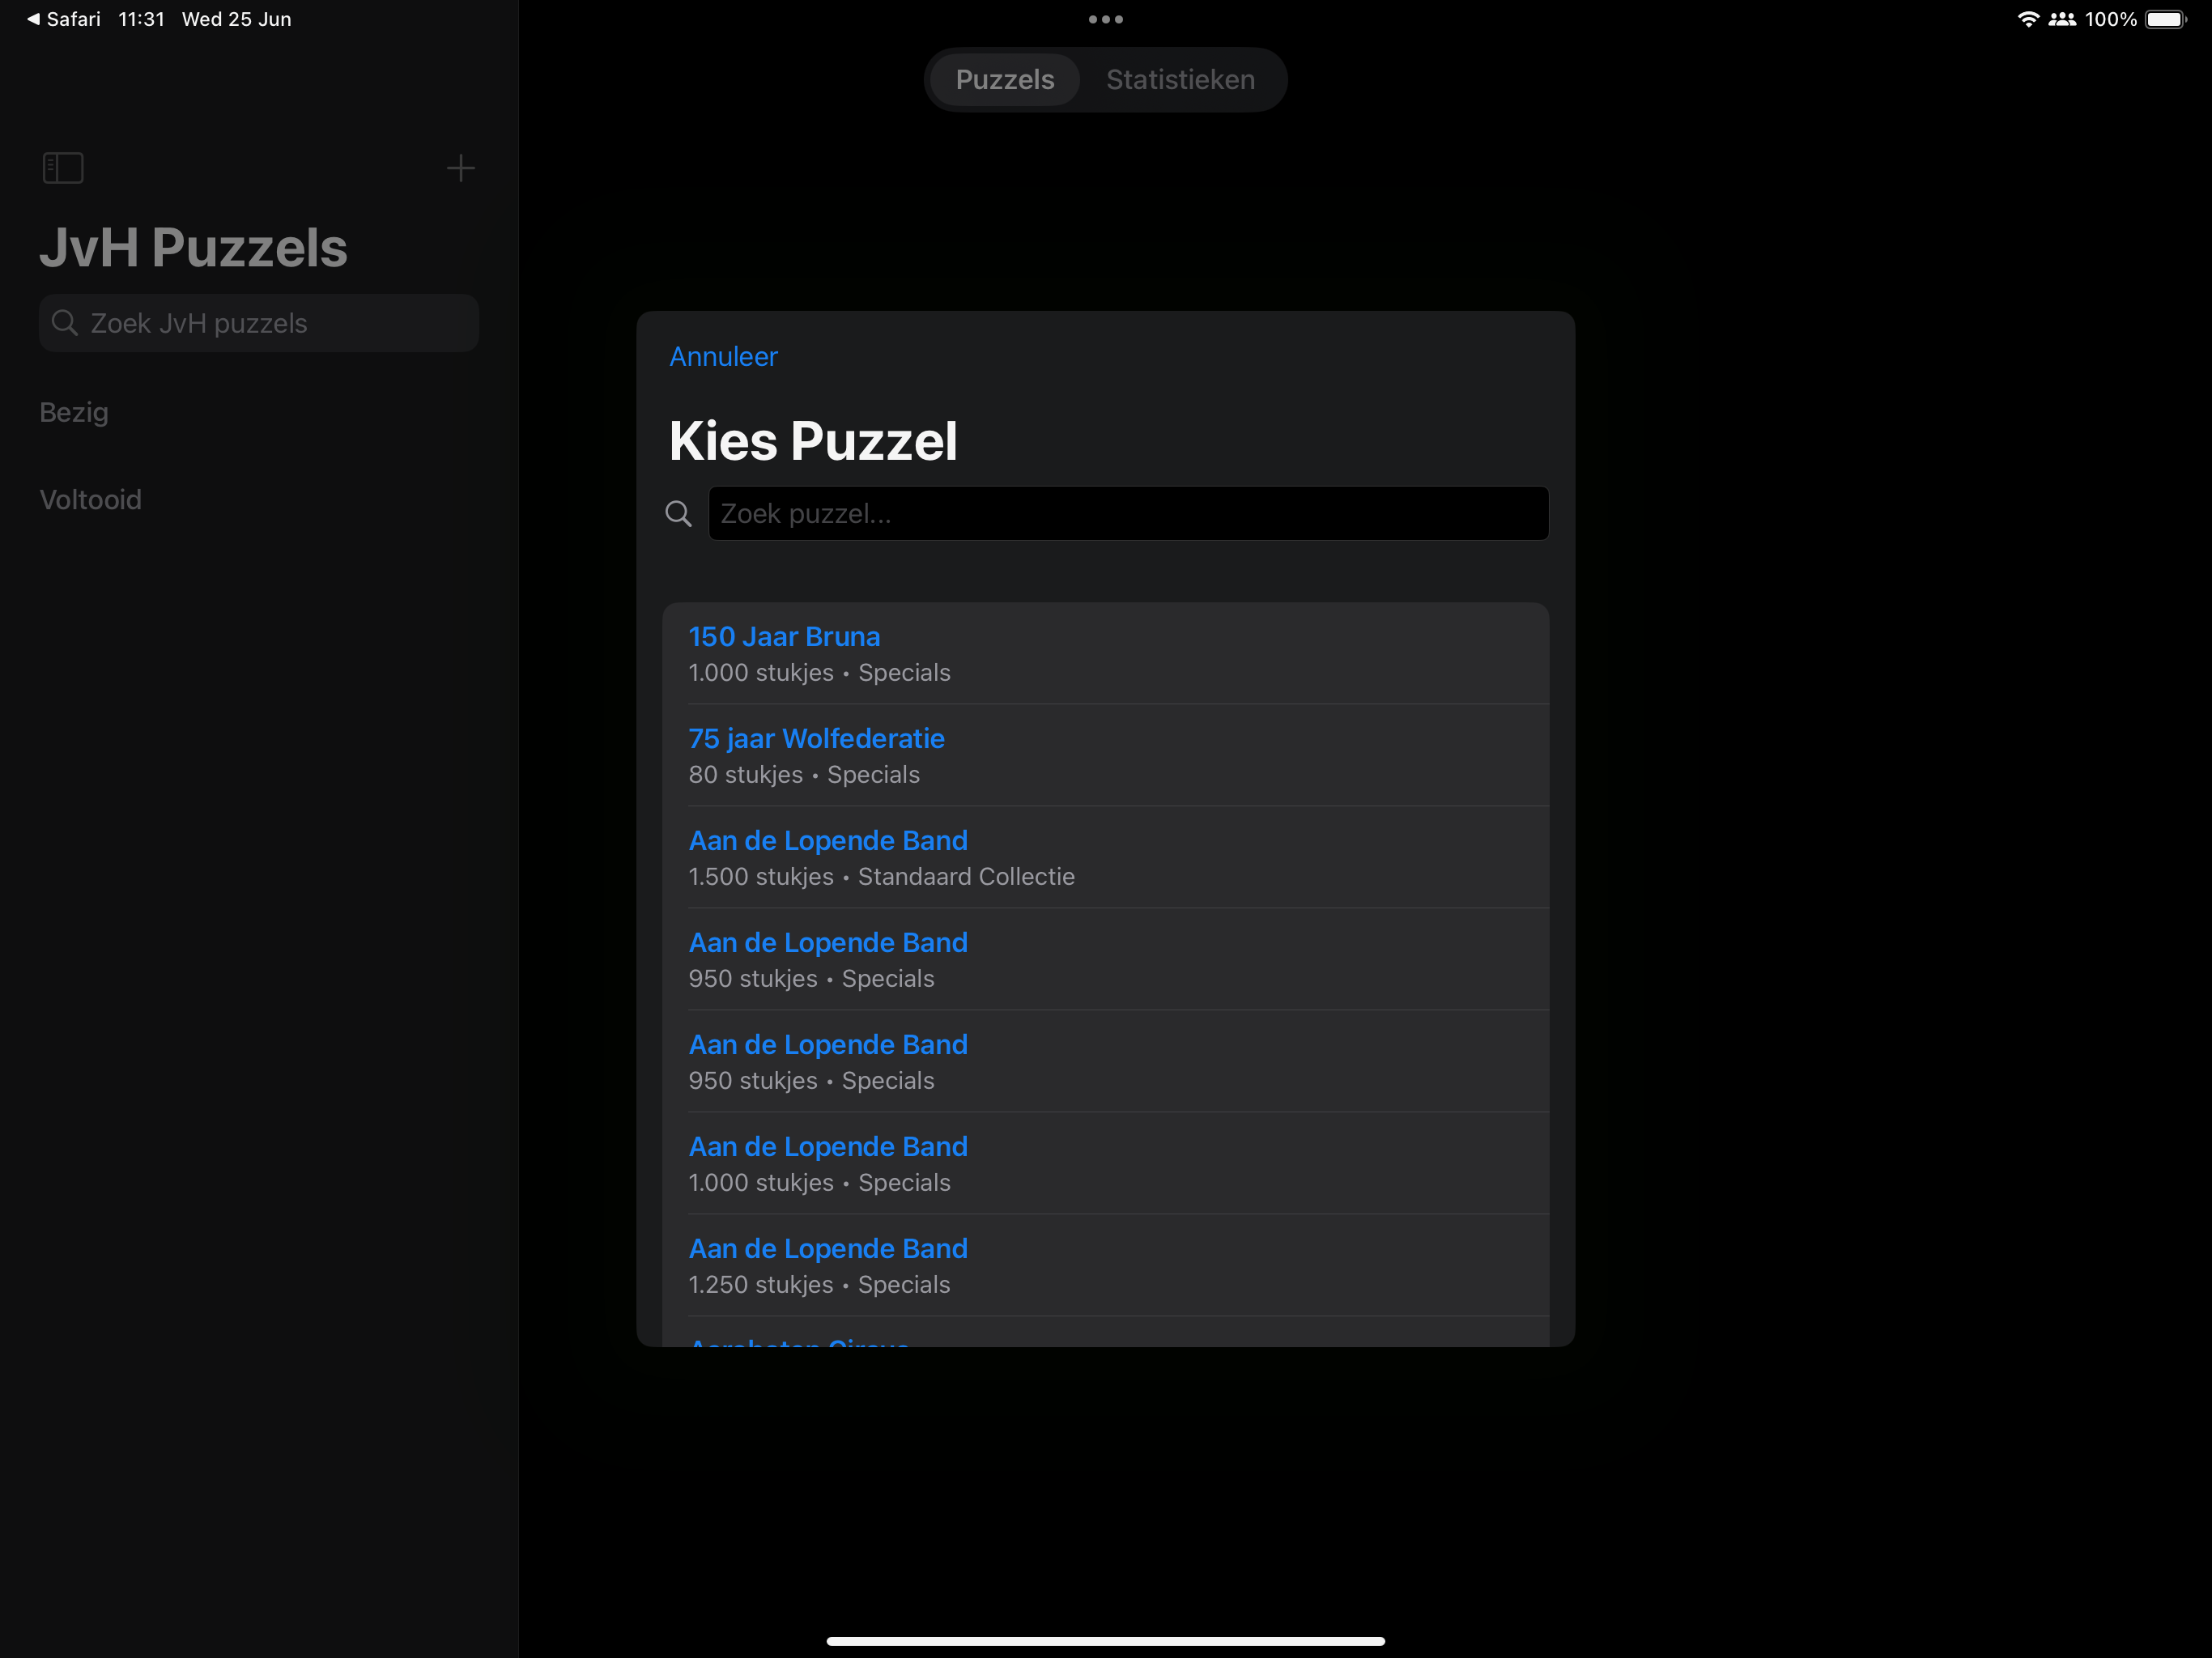 Safari 11:31 Wed 25 Jun
100%
Puzzels Statistieken
JvH Puzzels
Zoek JvH puzzels
Bezig
Voltooid
Annuleer
Kies Puzzel
Zoek puzzel...
150 Jaar Bruna
1.000 stukjes • Specials
75 jaar Wolfederatie
80 stukjes • Specials
Aan de Lopende Band
1.500 stukjes • Standaard Collectie
Aan de Lopende Band
950 stukjes • Specials
Aan de Lopende Band
950 stukjes • Specials
Aan de Lopende Band
1.000 stukjes • Specials
Aan de Lopende Band
1.250 stukjes • Specials